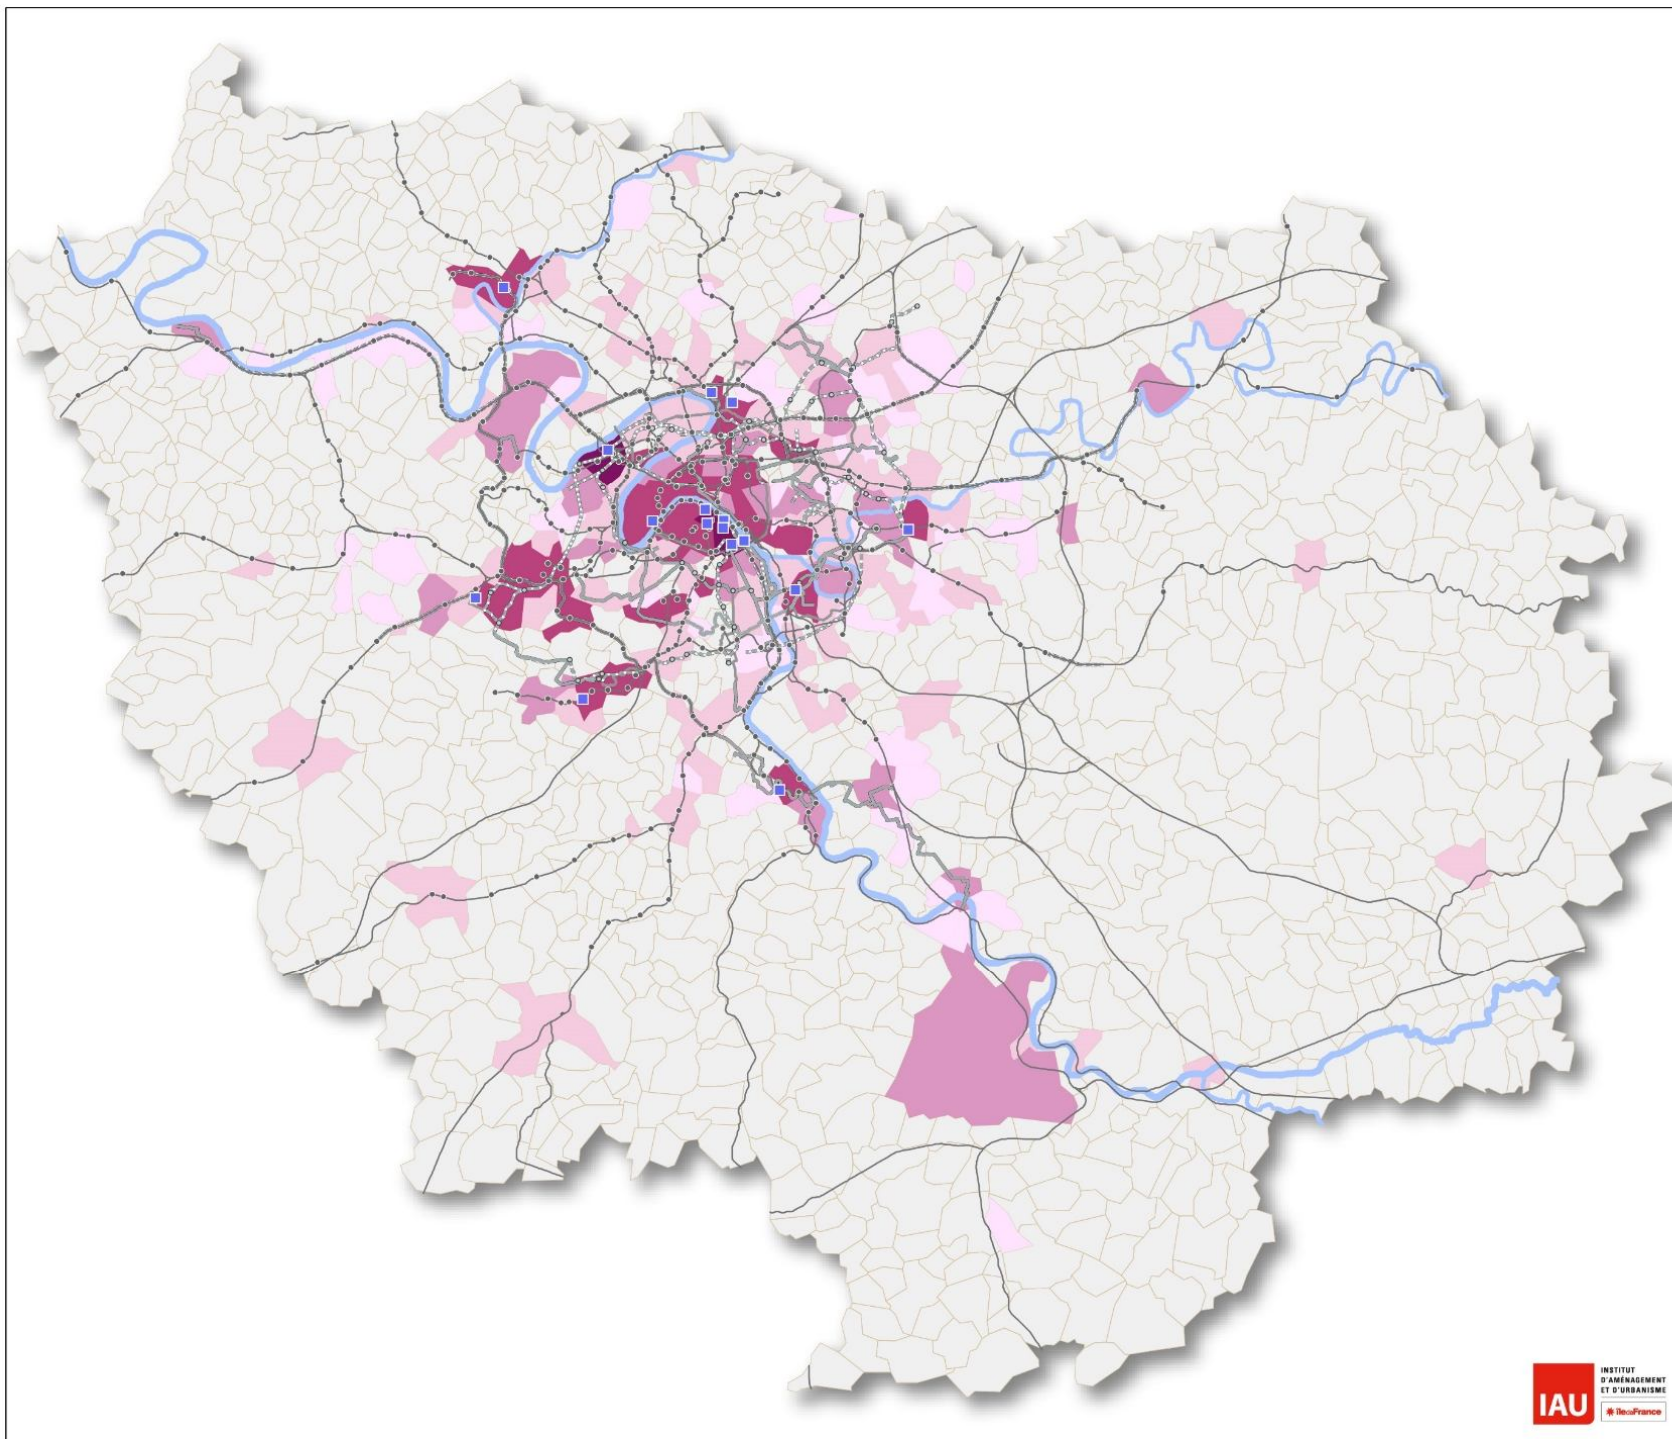 IAU
INSTITUT
D'AMÉNAGEMENT
ET D'URBANISME
îledeFrance